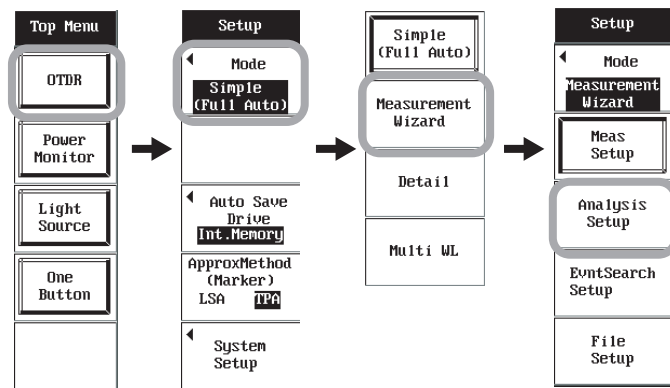 Top Menu
OTDR
Power
Monitor
Light
Source
One
Button
Setup
Mode
Simple
(Full Auto)
Auto Save
Drive
Int.Memory
ApproxMethod
(Marker)
LSA TPA
System
Setup
Simple
(Full Auto)
Measurement
Wizard
Detail
Multi WL
Setup
Mode
Measurement
Wizard
Meas
Setup
Analysis
Setup
EvntSearch
Setup
File
Setup